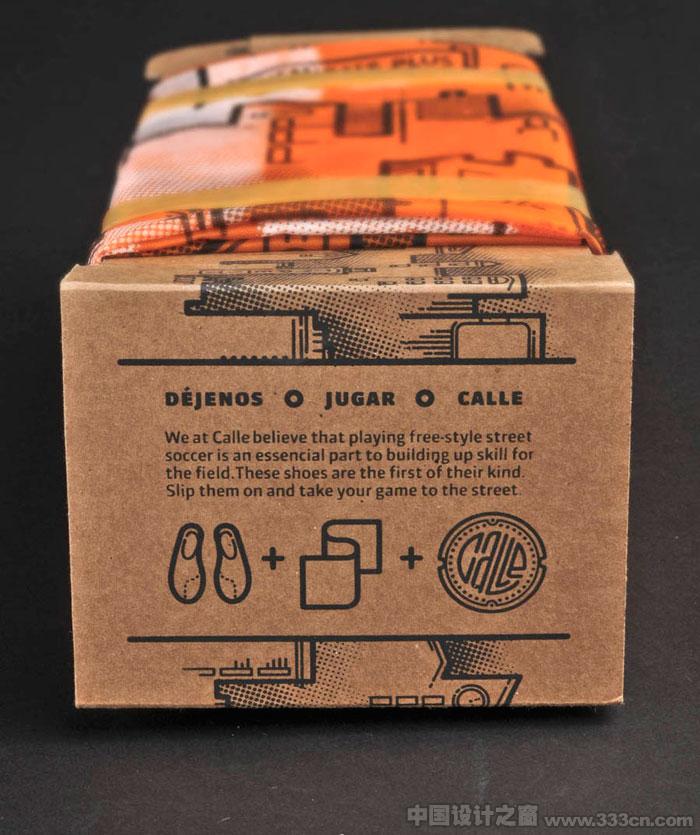 PLUS
DÉJENOS O JUGAR O CALLE
We at Calle believe that playing free-style street
soccer is an essencial part to building up skill for
the field.These shoes are the first of their kind.
Slip them on and take your game to the street.
CALLE
中国设计之窗 www.333cn.com